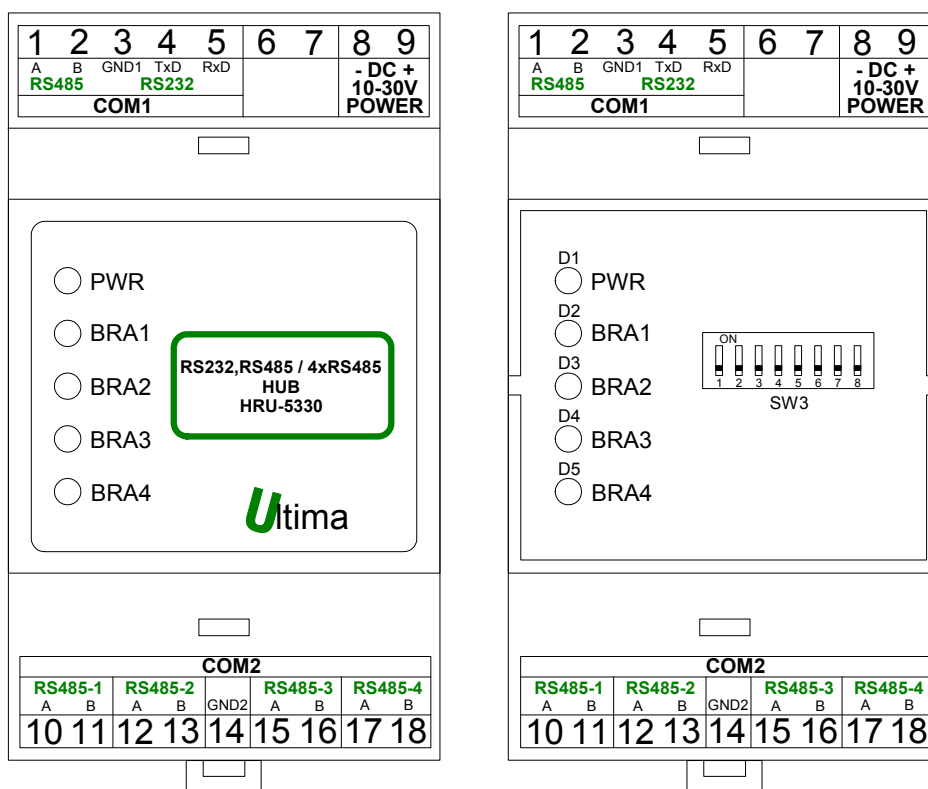 1 2 3 4 5 6 7 8 9
A B GND1 TxD RxD - DC +
RS485 RS232 10-30V
COM1 POWER
PWR
BRA1
BRA2
BRA3
BRA4
RS232,RS485 / 4xRS485
HUB
HRU-5330
Ultima
COM2
RS485-1 RS485-2 RS485-3 RS485-4
A B A B GND2 A B A B
10 11 12 13 14 15 16 17 18
1 2 3 4 5 6 7 8 9
A B GND1 TxD RxD - DC +
RS485 RS232 10-30V
COM1 POWER
D1
PWR
D2
BRA1
D3
BRA2
D4
BRA3
D5
BRA4
ON
1 2 3 4 5 6 7 8
SW3
COM2
RS485-1 RS485-2 RS485-3 RS485-4
A B A B GND2 A B A B
10 11 12 13 14 15 16 17 18